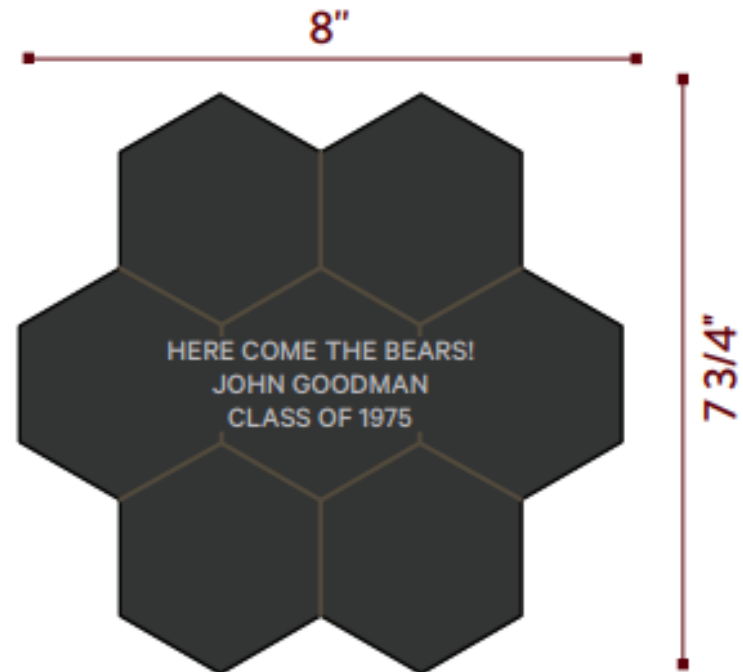 8"
HERE COME THE BEARS!
JOHN GOODMAN
CLASS OF 1975
7 3/4"